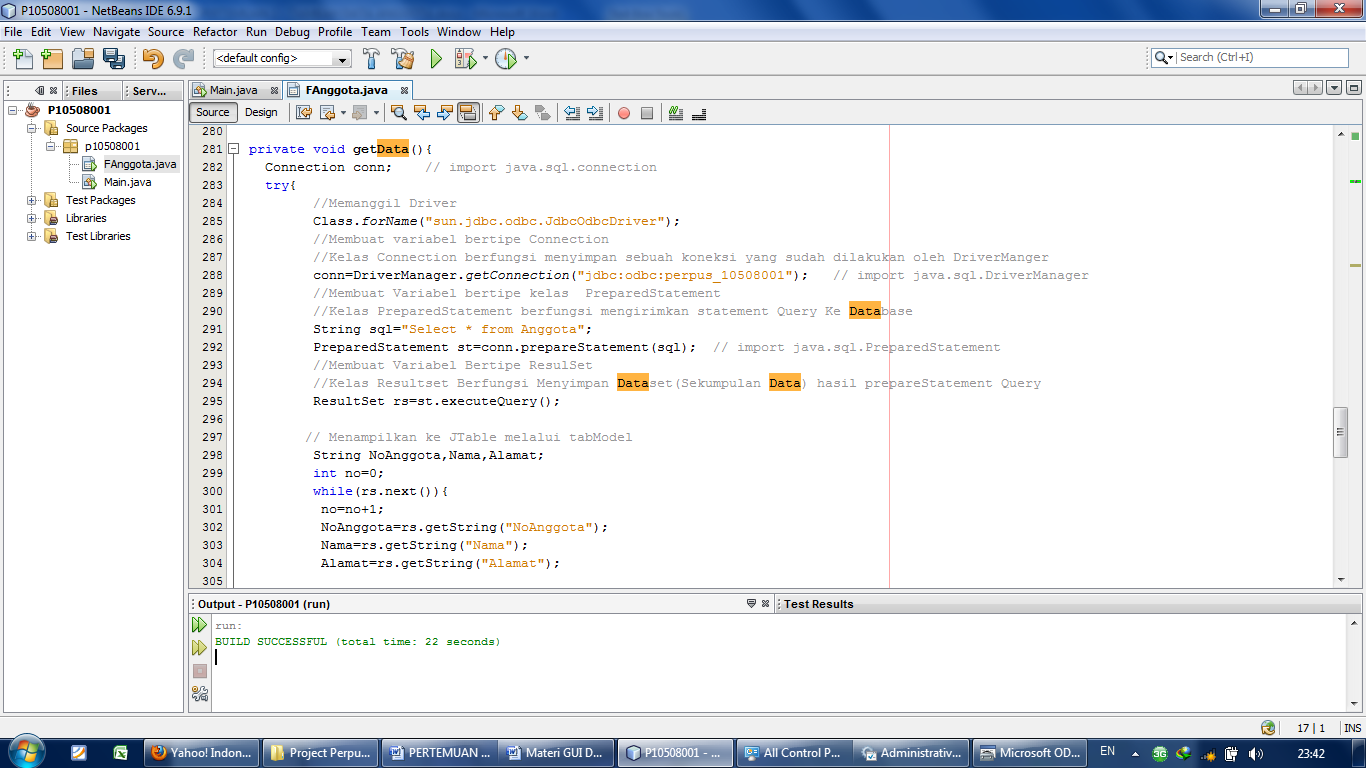 P10508001 - NetBeans IDE 6.9.1
File Edit View Navigate Source Refactor Run Debug Profile Team Tools Window Help
<default config>
Search (Ctrl+I)
Files
Serv...
P10508001
Source Packages
p10508001
FAnggota.java
Main.java
Test Packages
Libraries
Test Libraries
Main.java
FAnggota.java
Source Design
280
281 private void getData(){
282 Connection conn; // import java.sql.connection
283 try{
284 //Memanggil Driver
285 Class.forName("sun.jdbc.odbc.JdbcOdbcDriver");
286 //Membuat variabel bertipe Connection
287 //Kelas Connection berfungsi menyimpan sebuah koneksi yang sudah dilakukan oleh DriverManger
288 conn=DriverManager.getConnection("jdbc:odbc:perpus_10508001"); // import java.sql.DriverManager
289 //Membuat Variabel bertipe kelas PreparedStatement
290 //Kelas PreparedStatement berfungsi mengirimkan statement Query Ke Database
291 String sql="Select * from Anggota";
292 PreparedStatement st=conn.prepareStatement(sql); // import java.sql.PreparedStatement
293 //Membuat Variabel Bertipe ResulSet
294 //Kelas Resultset Berfungsi Menyimpan Dataset(Sekumpulan Data) hasil prepareStatement Query
295 ResultSet rs=st.executeQuery();
296
297 // Menampilkan ke JTable melalui tabModel
298 String NoAnggota,Nama,Alamat;
299 int no=0;
300 while(rs.next()){
301 no=no+1;
302 NoAnggota=rs.getString("NoAnggota");
303 Nama=rs.getString("Nama");
304 Alamat=rs.getString("Alamat");
305
Output - P10508001 (run)
Test Results
run:
BUILD SUCCESSFUL (total time: 22 seconds)
17 | 1 INS
Yahoo! Indon...
Project Perpu...
PERTEMUAN ...
Materi GUI D...
P10508001 - ...
All Control P...
Administrativ...
Microsoft OD...
EN
3G
23:42